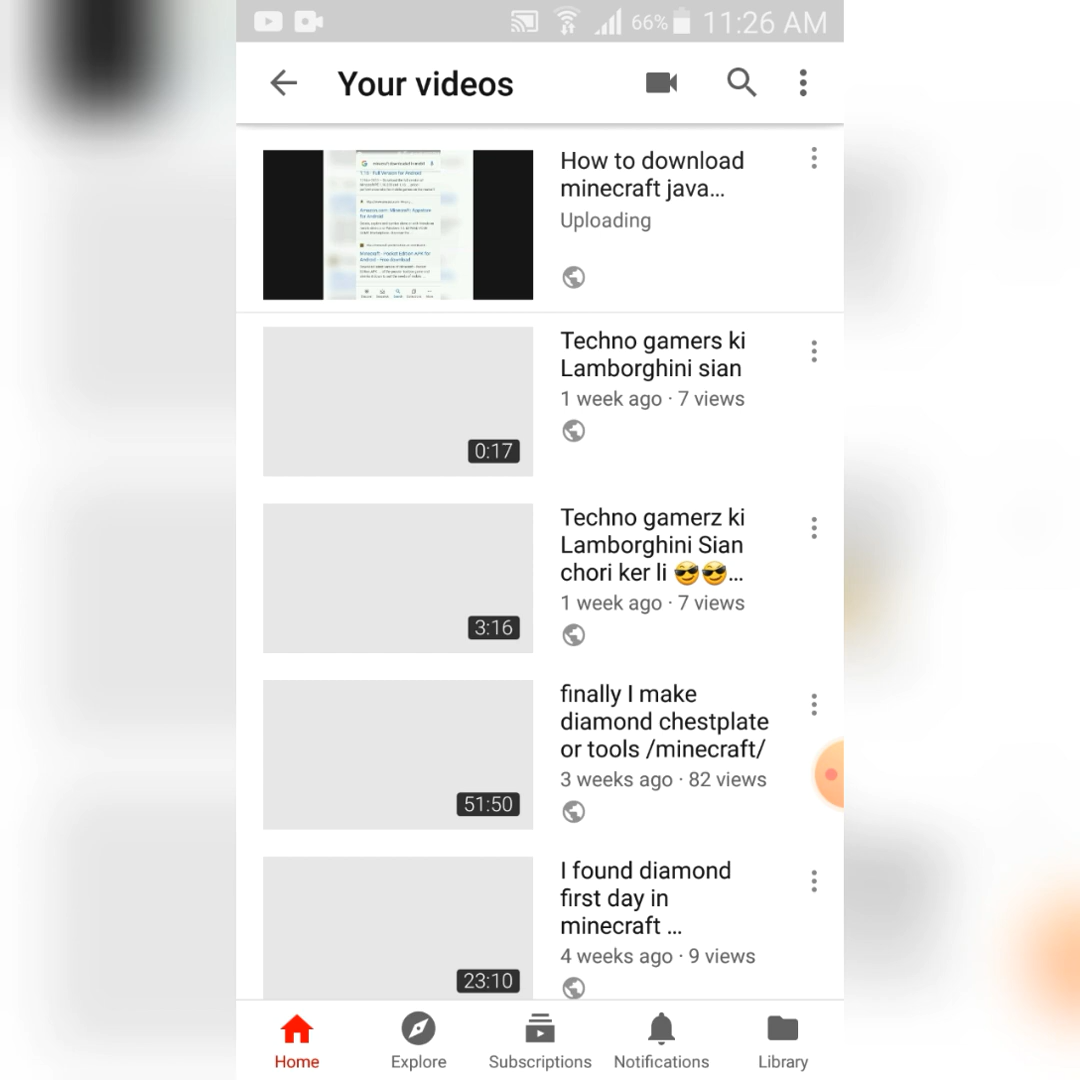 66% 11:26 AM
Your videos
How to download
minecraft java...
Uploading
Techno gamers ki
Lamborghini sian
1 week ago · 7 views
0:17
Techno gamerz ki
Lamborghini Sian
chori ker li 😎😎...
1 week ago · 7 views
3:16
finally I make
diamond chestplate
or tools /minecraft/
3 weeks ago · 82 views
51:50
I found diamond
first day in
minecraft ...
4 weeks ago · 9 views
23:10
Home Explore Subscriptions Notifications Library